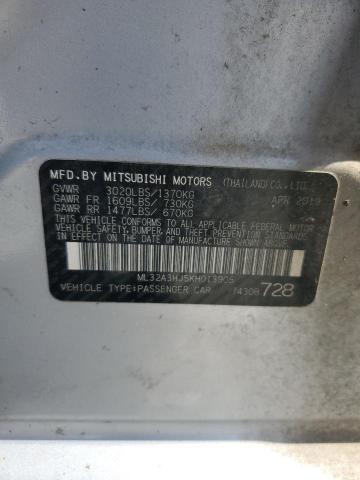 MFD.BY MITSUBISHI MOTORS (THAILAND)CO.,LTD.
GVWR 3020LBS/1370KG APR 2019
GAWR FR 1609LBS/ 730KG
GAWR RR 1477LBS/ 670KG
THIS VEHICLE CONFORMS TO ALL APPLICABLE FEDERAL MOTOR
VEHICLE SAFETY, BUMPER, AND THEFT PREVENTION STANDARDS
IN EFFECT ON THE DATE OF MANUFACTURE SHOWN ABOVE.
ML32A3HJ5KH013905
VEHICLE TYPE:PASSENGER CAR 1430B 728